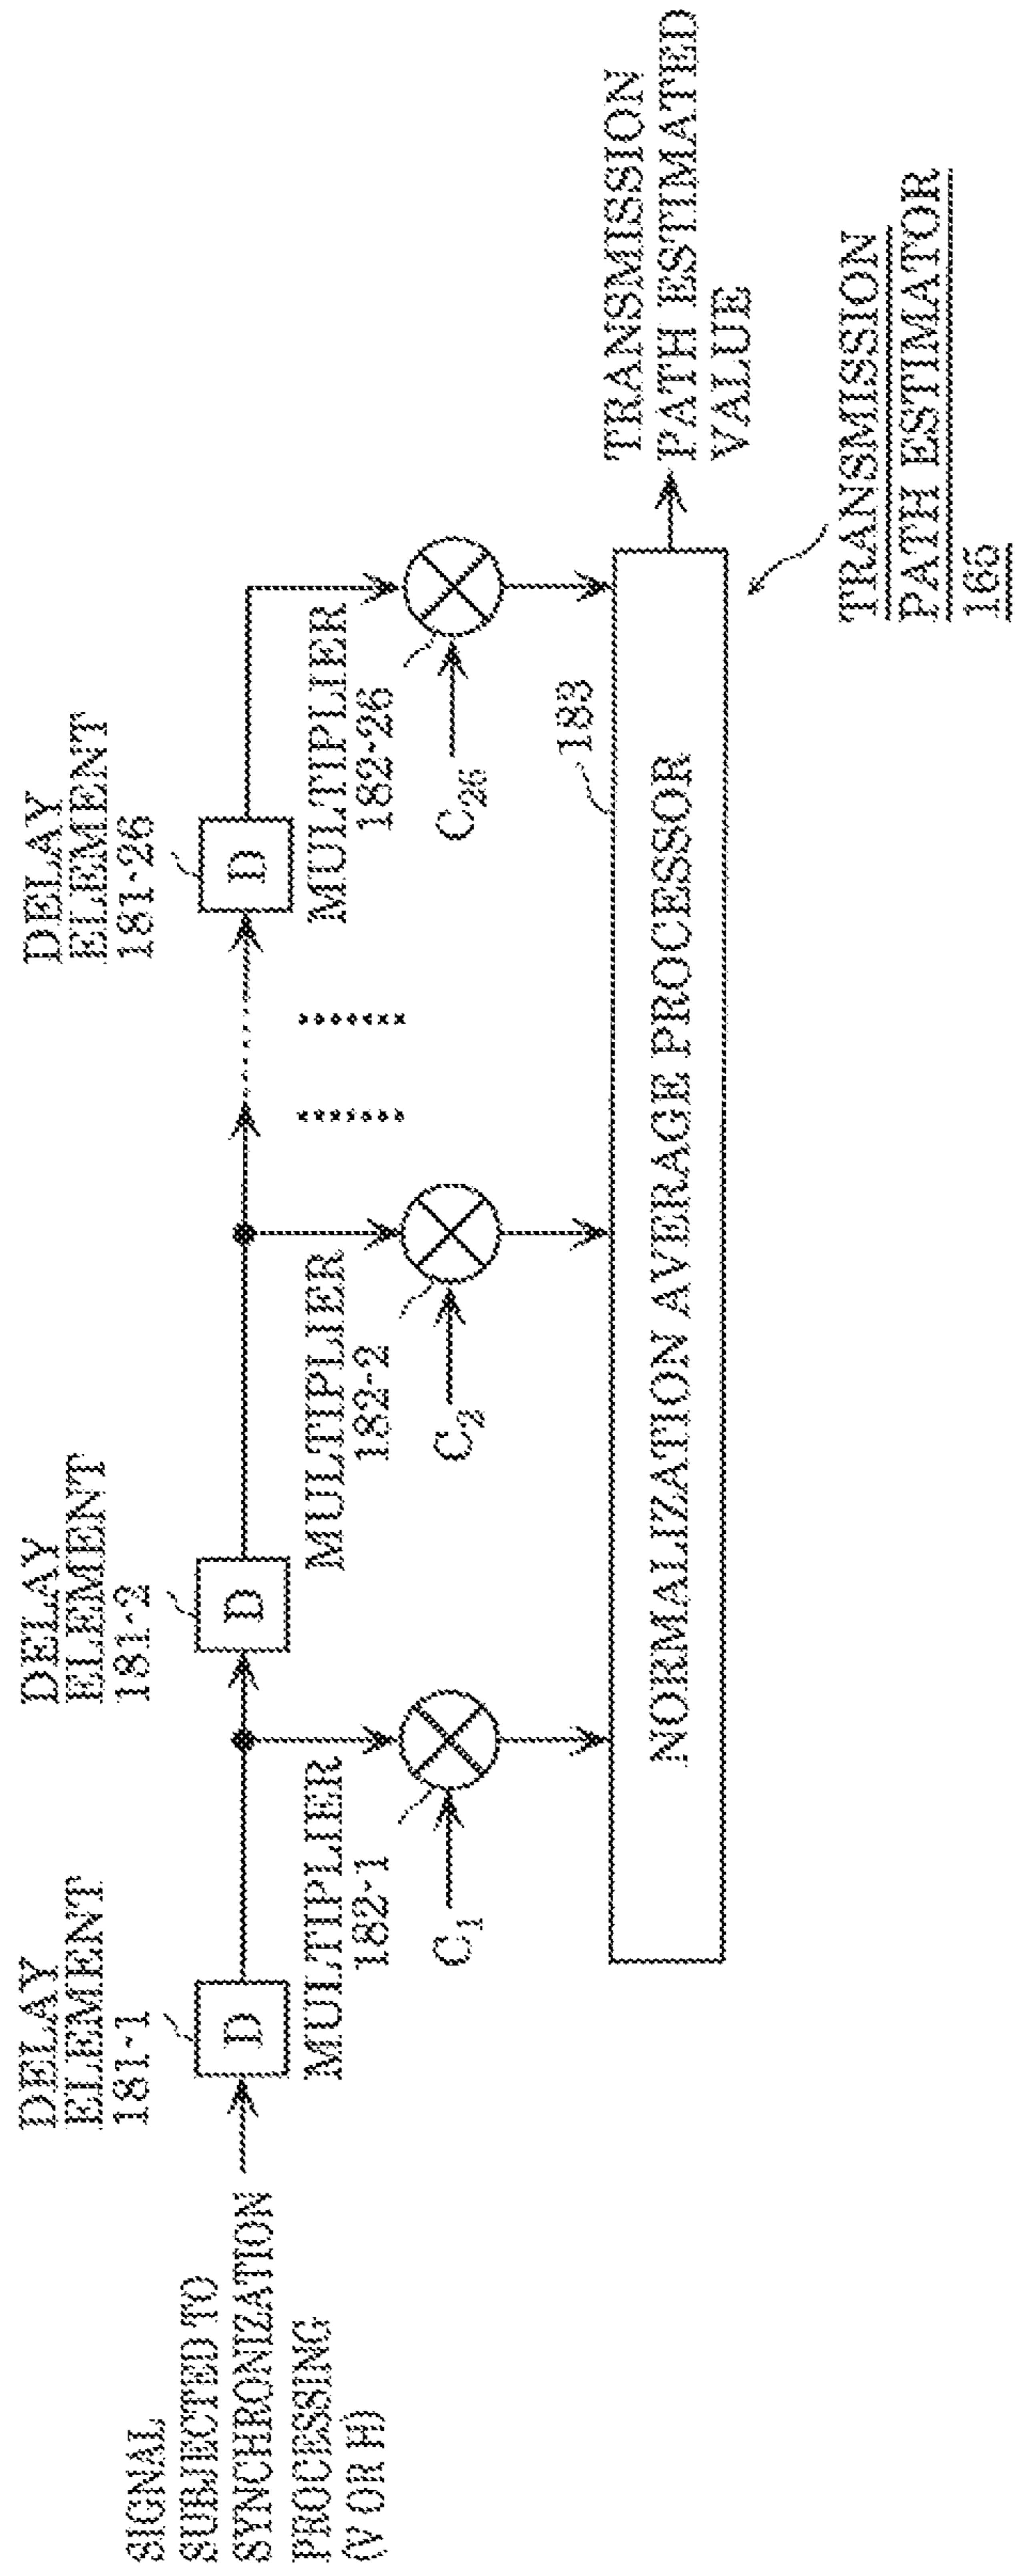 SIGNAL
SUBJECTED TO
SYNCHRONIZATION
PROCESSING
(V OR H)
DELAY
ELEMENT
181-1
D
MULTIPLIER
182-1
C1
DELAY
ELEMENT
181-2
D
MULTIPLIER
182-2
C2
DELAY
ELEMENT
181-26
D
MULTIPLIER
182-26
C26
183
NORMALIZATION AVERAGE PROCESSOR
TRANSMISSION
PATH ESTIMATED
VALUE
TRANSMISSION
PATH ESTIMATOR
165